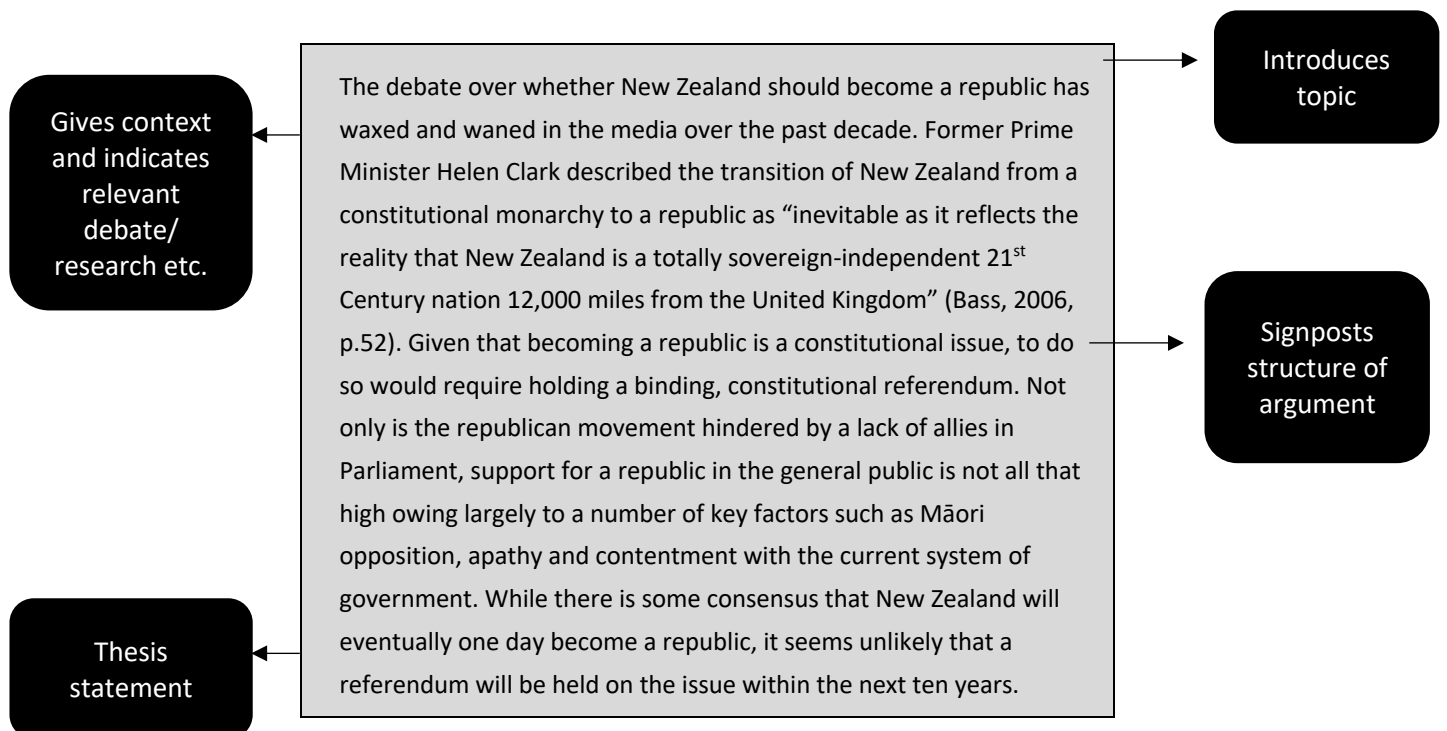 Gives context
and indicates
relevant
debate/
research etc.
Thesis
statement
The debate over whether New Zealand should become a republic has
waxed and waned in the media over the past decade. Former Prime
Minister Helen Clark described the transition of New Zealand from a
constitutional monarchy to a republic as “inevitable as it reflects the
reality that New Zealand is a totally sovereign-independent 21st
Century nation 12,000 miles from the United Kingdom” (Bass, 2006,
p.52). Given that becoming a republic is a constitutional issue, to do
so would require holding a binding, constitutional referendum. Not
only is the republican movement hindered by a lack of allies in
Parliament, support for a republic in the general public is not all that
high owing largely to a number of key factors such as Māori
opposition, apathy and contentment with the current system of
government. While there is some consensus that New Zealand will
eventually one day become a republic, it seems unlikely that a
referendum will be held on the issue within the next ten years.
Introduces
topic
Signposts
structure of
argument